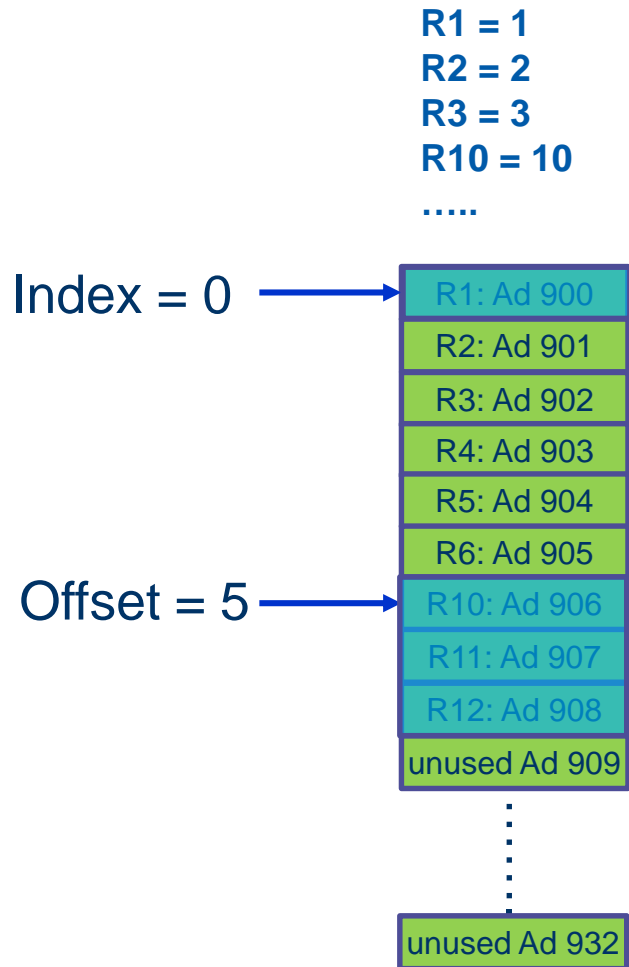 R1 = 1
R2 = 2
R3 = 3
R10 = 10
…..
Index = 0
R1: Ad 900
R2: Ad 901
R3: Ad 902
R4: Ad 903
R5: Ad 904
R6: Ad 905
Offset = 5
R10: Ad 906
R11: Ad 907
R12: Ad 908
unused Ad 909
unused Ad 932